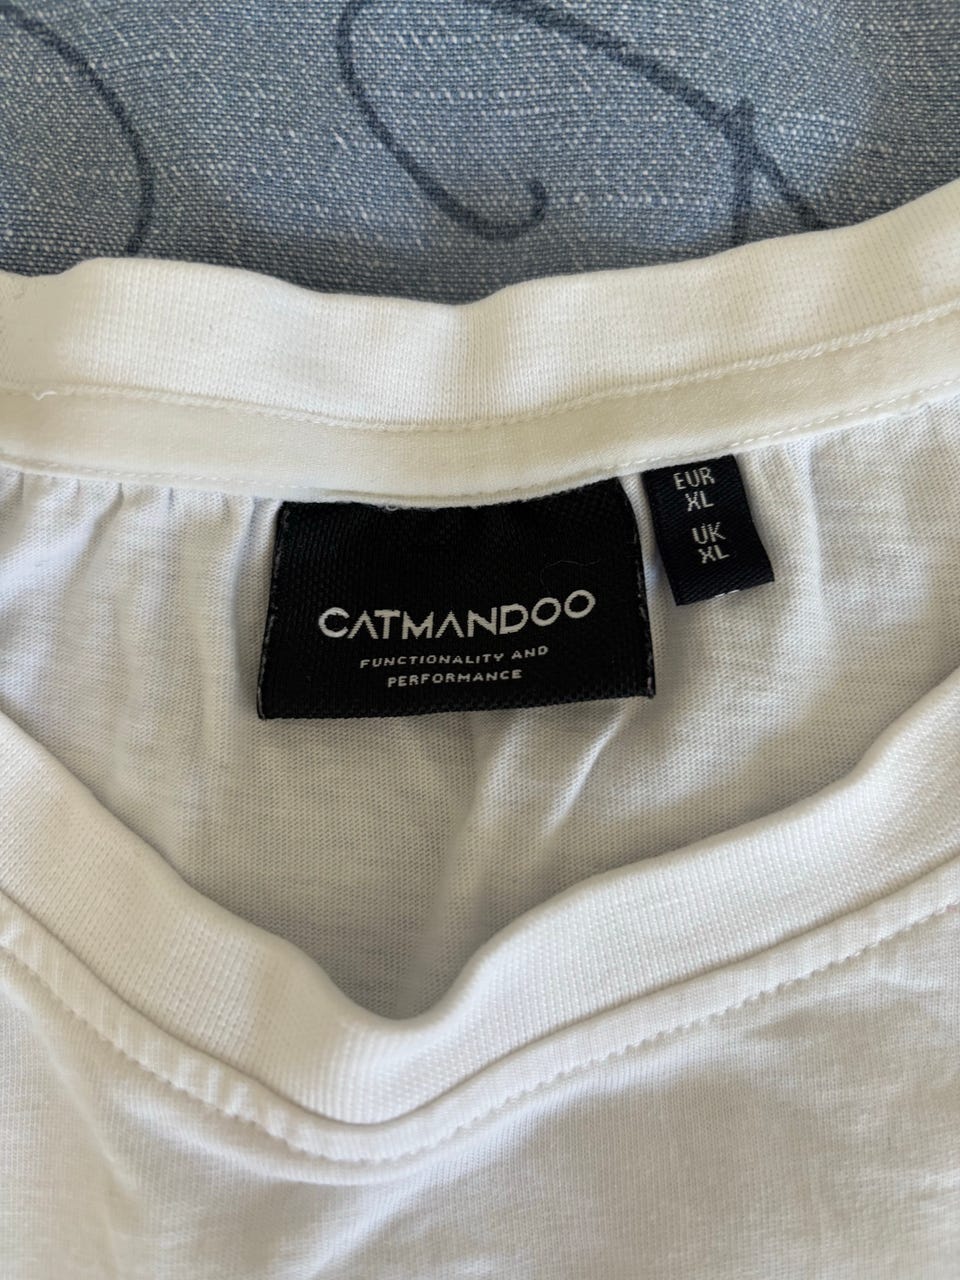 CATMANDOO
FUNCTIONALITY AND
PERFORMANCE
EUR
XL
UK
XL